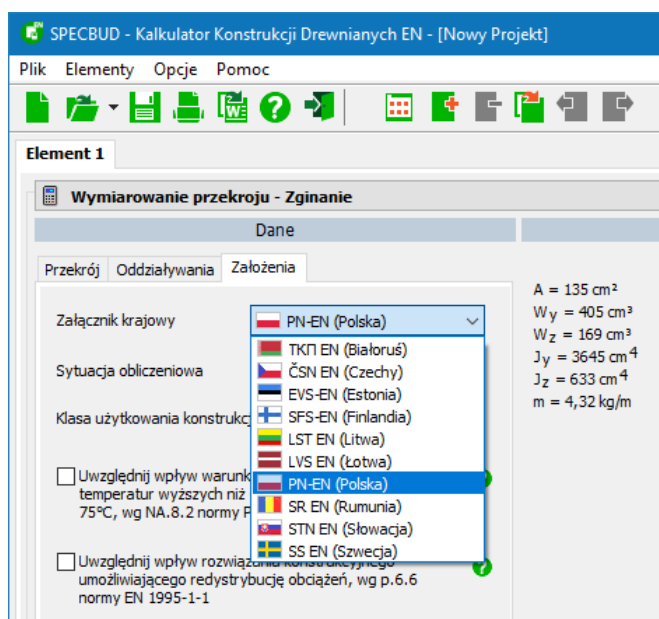 SPECBUD - Kalkulator Konstrukcji Drewnianych EN - [Nowy Projekt]
Plik Elementy Opcje Pomoc
Element 1
Wymiarowanie przekroju - Zginanie
Dane
Przekrój Oddziaływania Założenia
Załącznik krajowy
PN-EN (Polska)
ТКП EN (Białoruś)
ČSN EN (Czechy)
EVS-EN (Estonia)
SFS-EN (Finlandia)
LST EN (Litwa)
LVS EN (Łotwa)
PN-EN (Polska)
SR EN (Rumunia)
STN EN (Słowacja)
SS EN (Szwecja)
Sytuacja obliczeniowa
Klasa użytkowania
Uwzględnij wpływ
temperatur wyższych niż
75°C, wg NA.8.2 normy
Uwzględnij wpływ rozwiązania konstrukcyjnego
umożliwiającego redystrybucję obciążeń, wg p.6.6
normy EN 1995-1-1
A = 135 cm²
Wy = 405 cm³
Wz = 169 cm³
Jy = 3645 cm4
Jz = 633 cm4
m = 4,32 kg/m